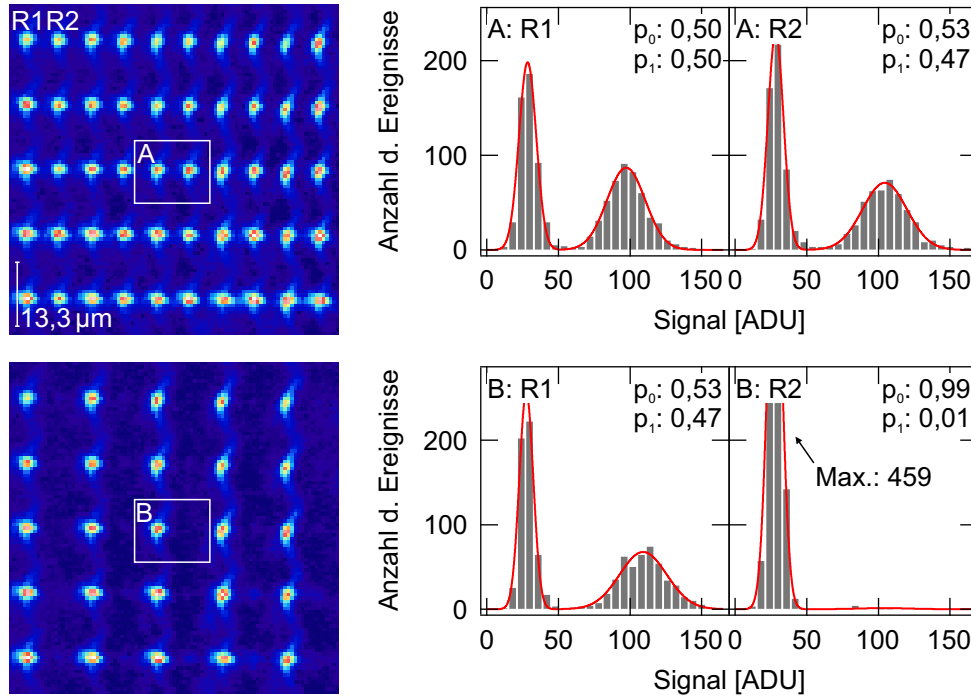 R1R2
A
13,3 µm
A: R1
p₀: 0,50
p₁: 0,50
A: R2
p₀: 0,53
p₁: 0,47
Anzahl d. Ereignisse
200
100
0
0 50 100 150
0 50 100 150
Signal [ADU]
B
B: R1
p₀: 0,53
p₁: 0,47
B: R2
p₀: 0,99
p₁: 0,01
Max.: 459
Anzahl d. Ereignisse
200
100
0
0 50 100 150
0 50 100 150
Signal [ADU]